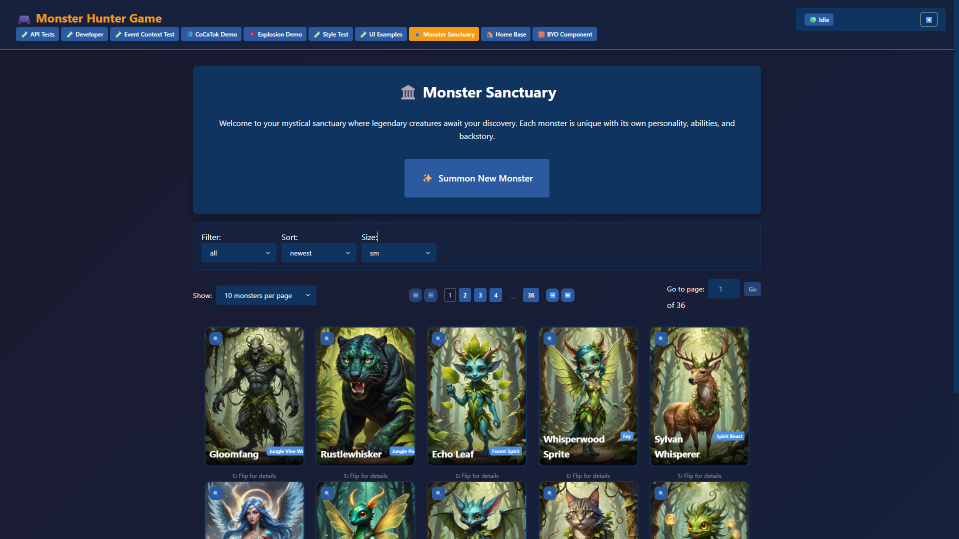 Monster Hunter Game
Idle
API Tests Developer Event Context Test CoCaTok Demo Explosion Demo Style Test UI Examples Monster Sanctuary Home Base BYO Component
Monster Sanctuary
Welcome to your mystical sanctuary where legendary creatures await your discovery. Each monster is unique with its own personality, abilities, and
backstory.
Summon New Monster
Filter: Sort: Size:
all newest sm
Show: 10 monsters per page 1 2 3 4 ... 36 Go to page: 1 Go
of 36
Gloomfang Jungle Vine Wi
Rustlewhisker Jungle Pa
Echo Leaf Forest Spirit
Whisperwood Fey
Sprite
Sylvan Spirit Beast
Whisperer
Flip for details Flip for details Flip for details Flip for details Flip for details